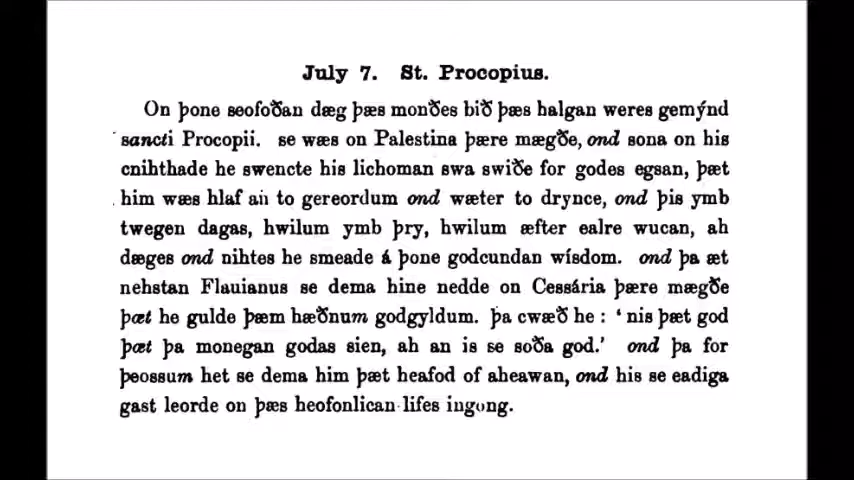 July 7. St. Procopius.
On þone seofoðan dæg þæs monðes bið þæs halgan weres gemýnd
sancti Procopii. se wæs on Palestina þære mægðe, ond sona on his
cnihthade he swencte his lichoman swa swiðe for godes egsan, þæt
him wæs hlaf an to gereordum ond wæter to drynce, ond þis ymb
twegen dagas, hwilum ymb þry, hwilum æfter ealre wucan, ah
dæges ond nihtes he smeade á þone godcundan wísdom. ond þa æt
nehstan Flauianus se dema hine nedde on Cessária þære mægðe
þæt he gulde þæm hæðnum godgyldum. þa cwæð he: 'nis þæt god
þæt þa monegan godas sien, ah an is se soða god.' ond þa for
þeossum het se dema him þæt heafod of aheawan, ond his se eadiga
gast leorde on þæs heofonlican lifes ingong.